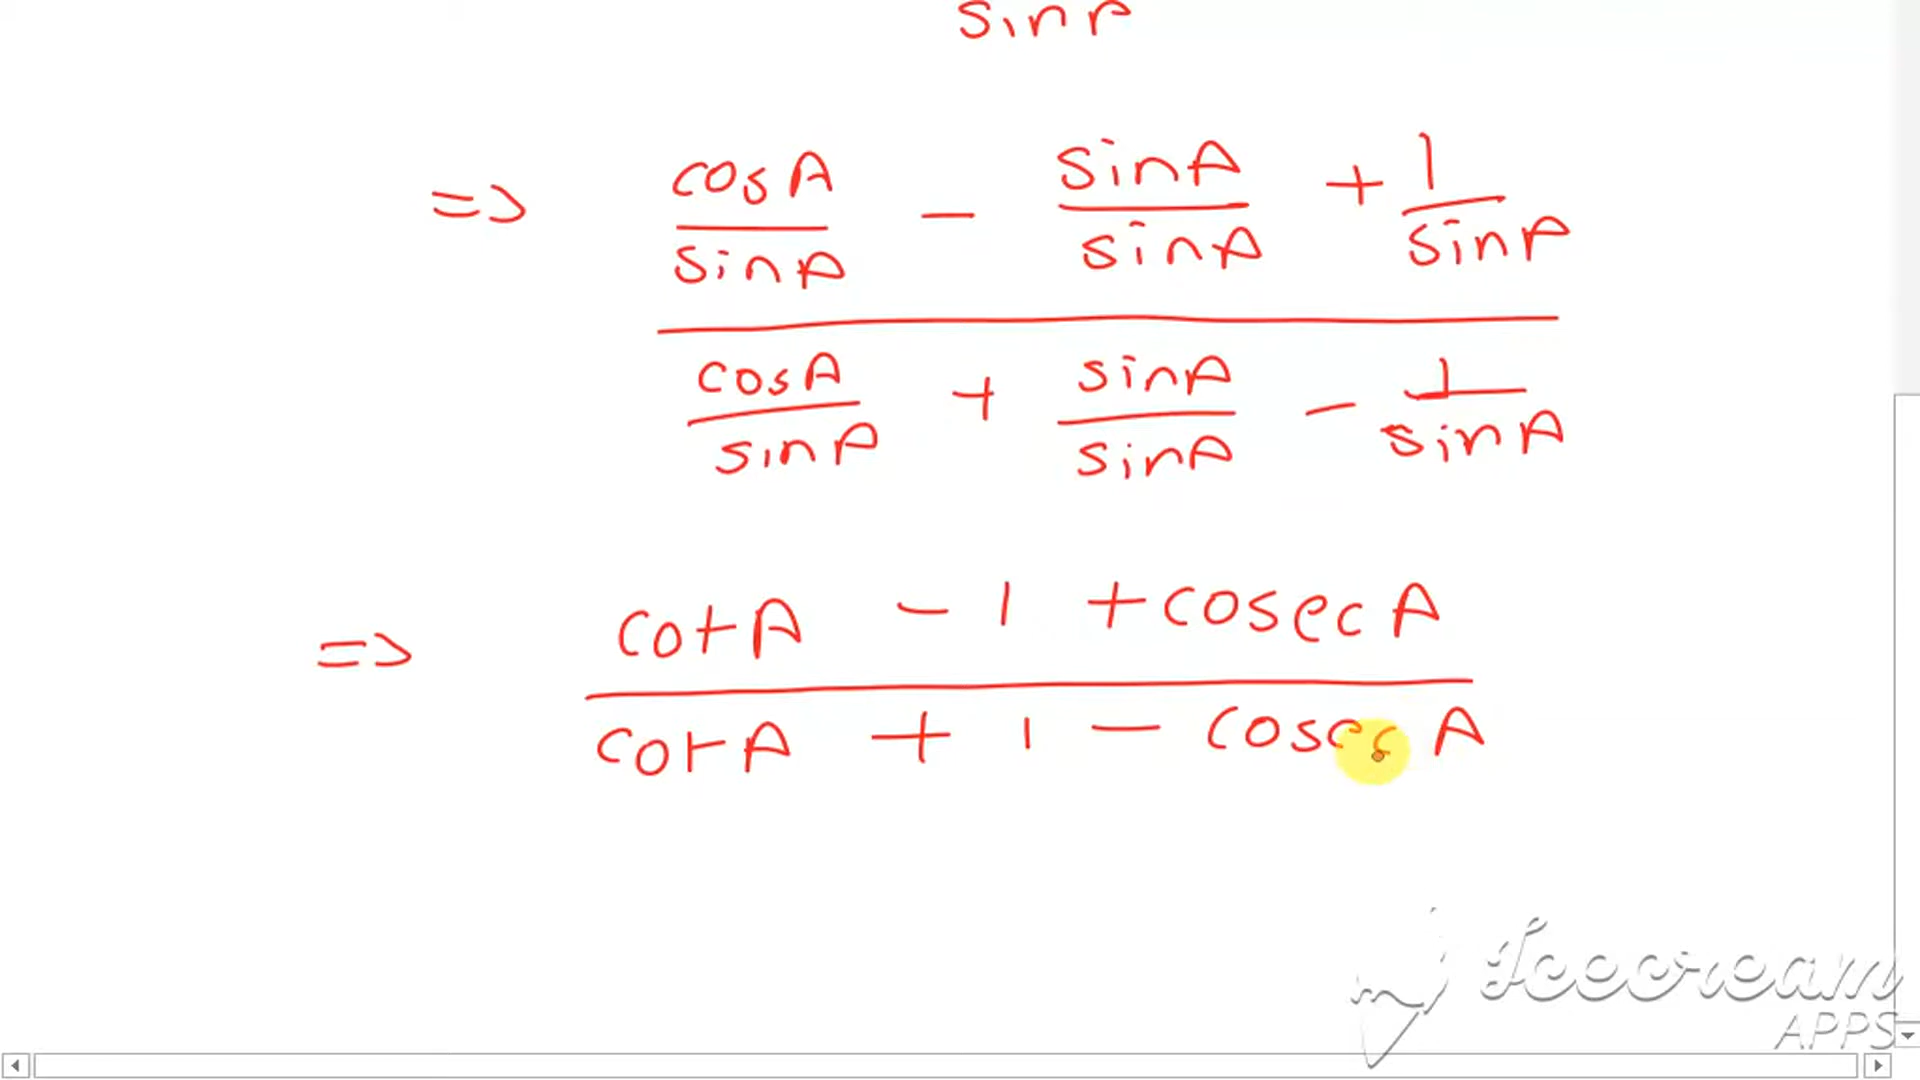 sinA
=> cosA/sinA - sinA/sinA + 1/sinA
cosA/sinA + sinA/sinA - 1/sinA
=> cotA - 1 + cosecA
cotA + 1 - cosecA
Icecream
APPS